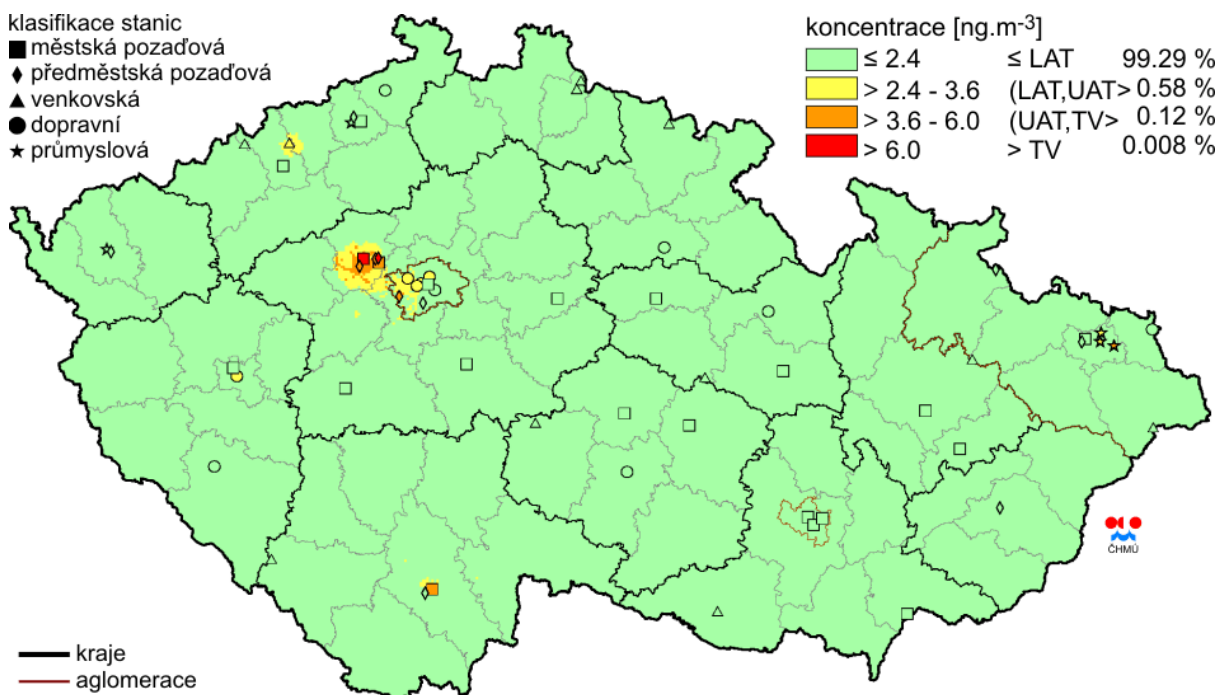 klasifikace stanic
městská pozaďová
předměstská pozaďová
venkovská
dopravní
průmyslová
koncentrace [ng.m-3]
≤ 2.4 ≤ LAT 99.29 %
> 2.4 - 3.6 (LAT,UAT> 0.58 %
> 3.6 - 6.0 (UAT,TV> 0.12 %
> 6.0 > TV 0.008 %
ČHMÚ
kraje
aglomerace